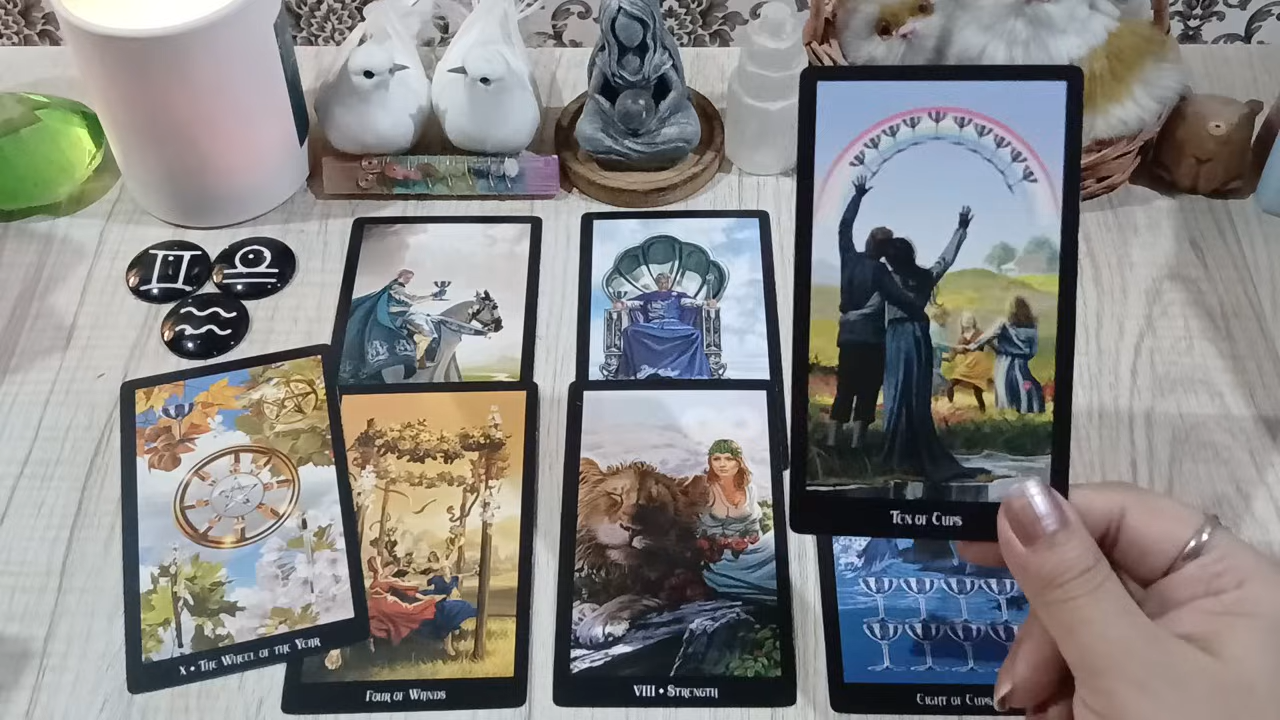 Ten of Cups
X • The Wheel of the Year
Four of Wands
VIII • Strength
Eight of Cups